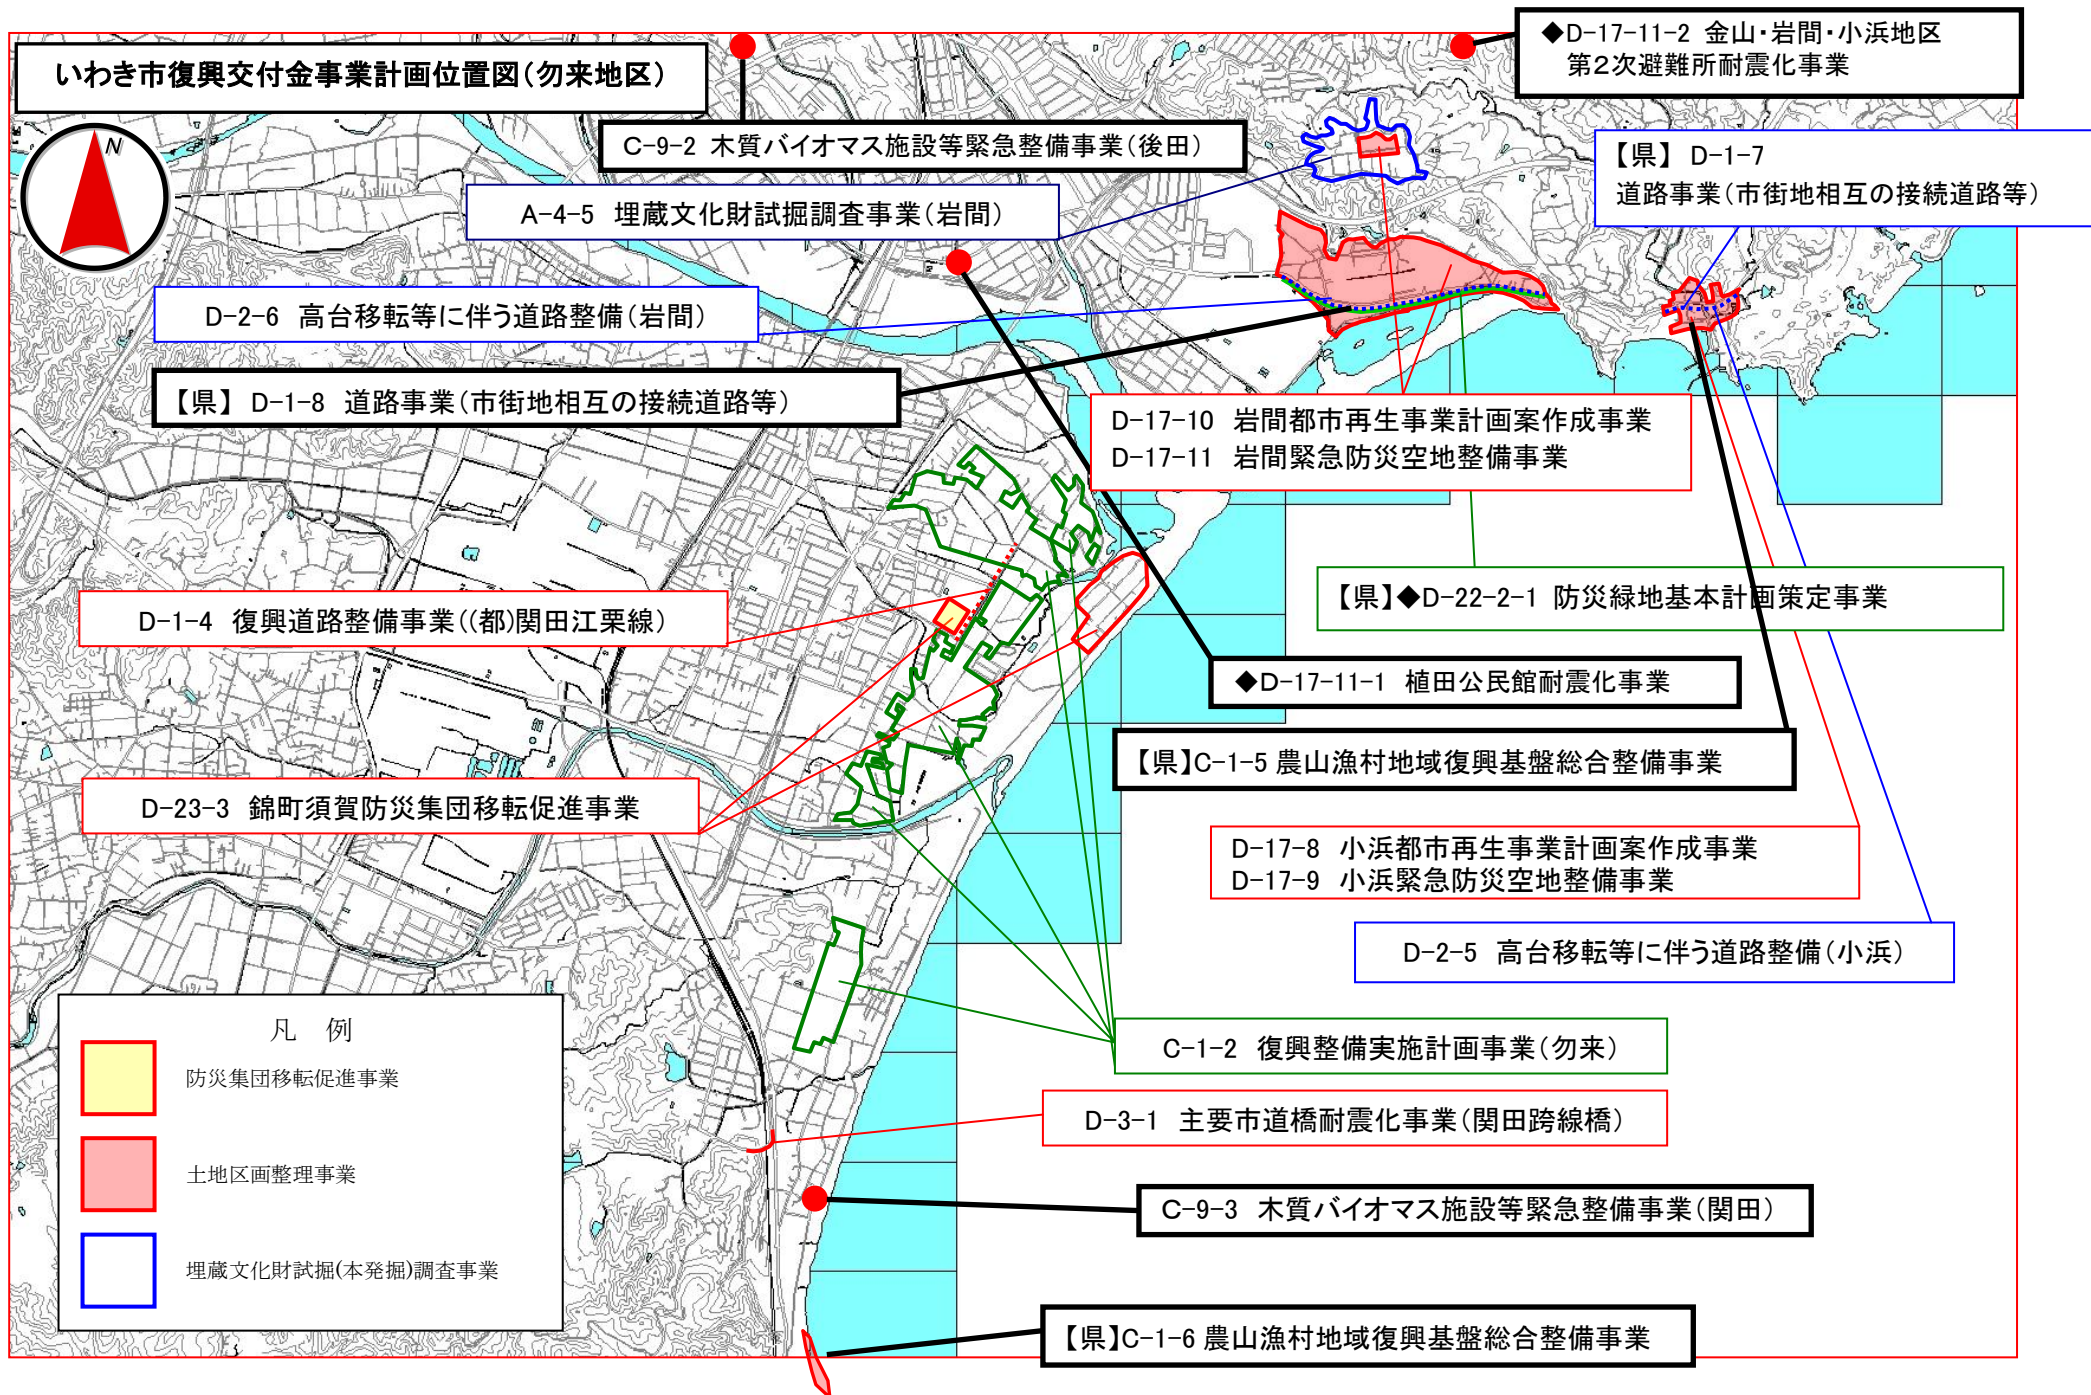 いわき市復興交付金事業計画位置図(勿来地区)
N
◆D-17-11-2 金山・岩間・小浜地区
第2次避難所耐震化事業
C-9-2 木質バイオマス施設等緊急整備事業(後田)
【県】 D-1-7
道路事業(市街地相互の接続道路等)
A-4-5 埋蔵文化財試掘調査事業(岩間)
D-2-6 高台移転等に伴う道路整備(岩間)
【県】 D-1-8 道路事業(市街地相互の接続道路等)
D-17-10 岩間都市再生事業計画案作成事業
D-17-11 岩間緊急防災空地整備事業
【県】◆D-22-2-1 防災緑地基本計画策定事業
D-1-4 復興道路整備事業((都)関田江栗線)
◆D-17-11-1 植田公民館耐震化事業
【県】C-1-5 農山漁村地域復興基盤総合整備事業
D-23-3 錦町須賀防災集団移転促進事業
D-17-8 小浜都市再生事業計画案作成事業
D-17-9 小浜緊急防災空地整備事業
D-2-5 高台移転等に伴う道路整備(小浜)
C-1-2 復興整備実施計画事業(勿来)
D-3-1 主要市道橋耐震化事業(関田跨線橋)
C-9-3 木質バイオマス施設等緊急整備事業(関田)
【県】C-1-6 農山漁村地域復興基盤総合整備事業
凡 例
防災集団移転促進事業
土地区画整理事業
埋蔵文化財試掘(本発掘)調査事業